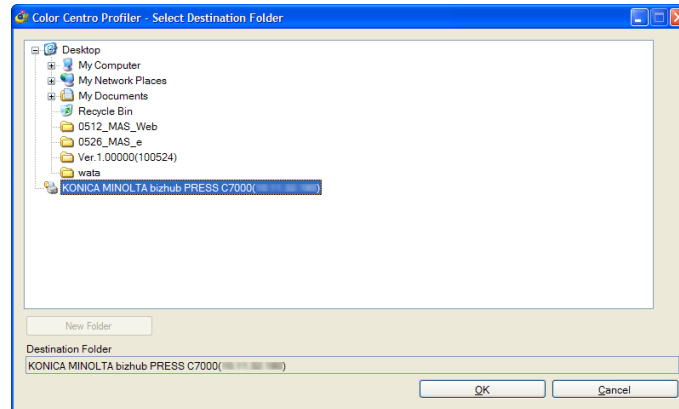 Color Centro Profiler - Select Destination Folder
Desktop
My Computer
My Network Places
My Documents
Recycle Bin
0512_MAS_Web
0526_MAS_e
Ver.1.00000(100524)
wata
KONICA MINOLTA bizhub PRESS C7000( )
New Folder
Destination Folder
KONICA MINOLTA bizhub PRESS C7000( )
OK
Cancel